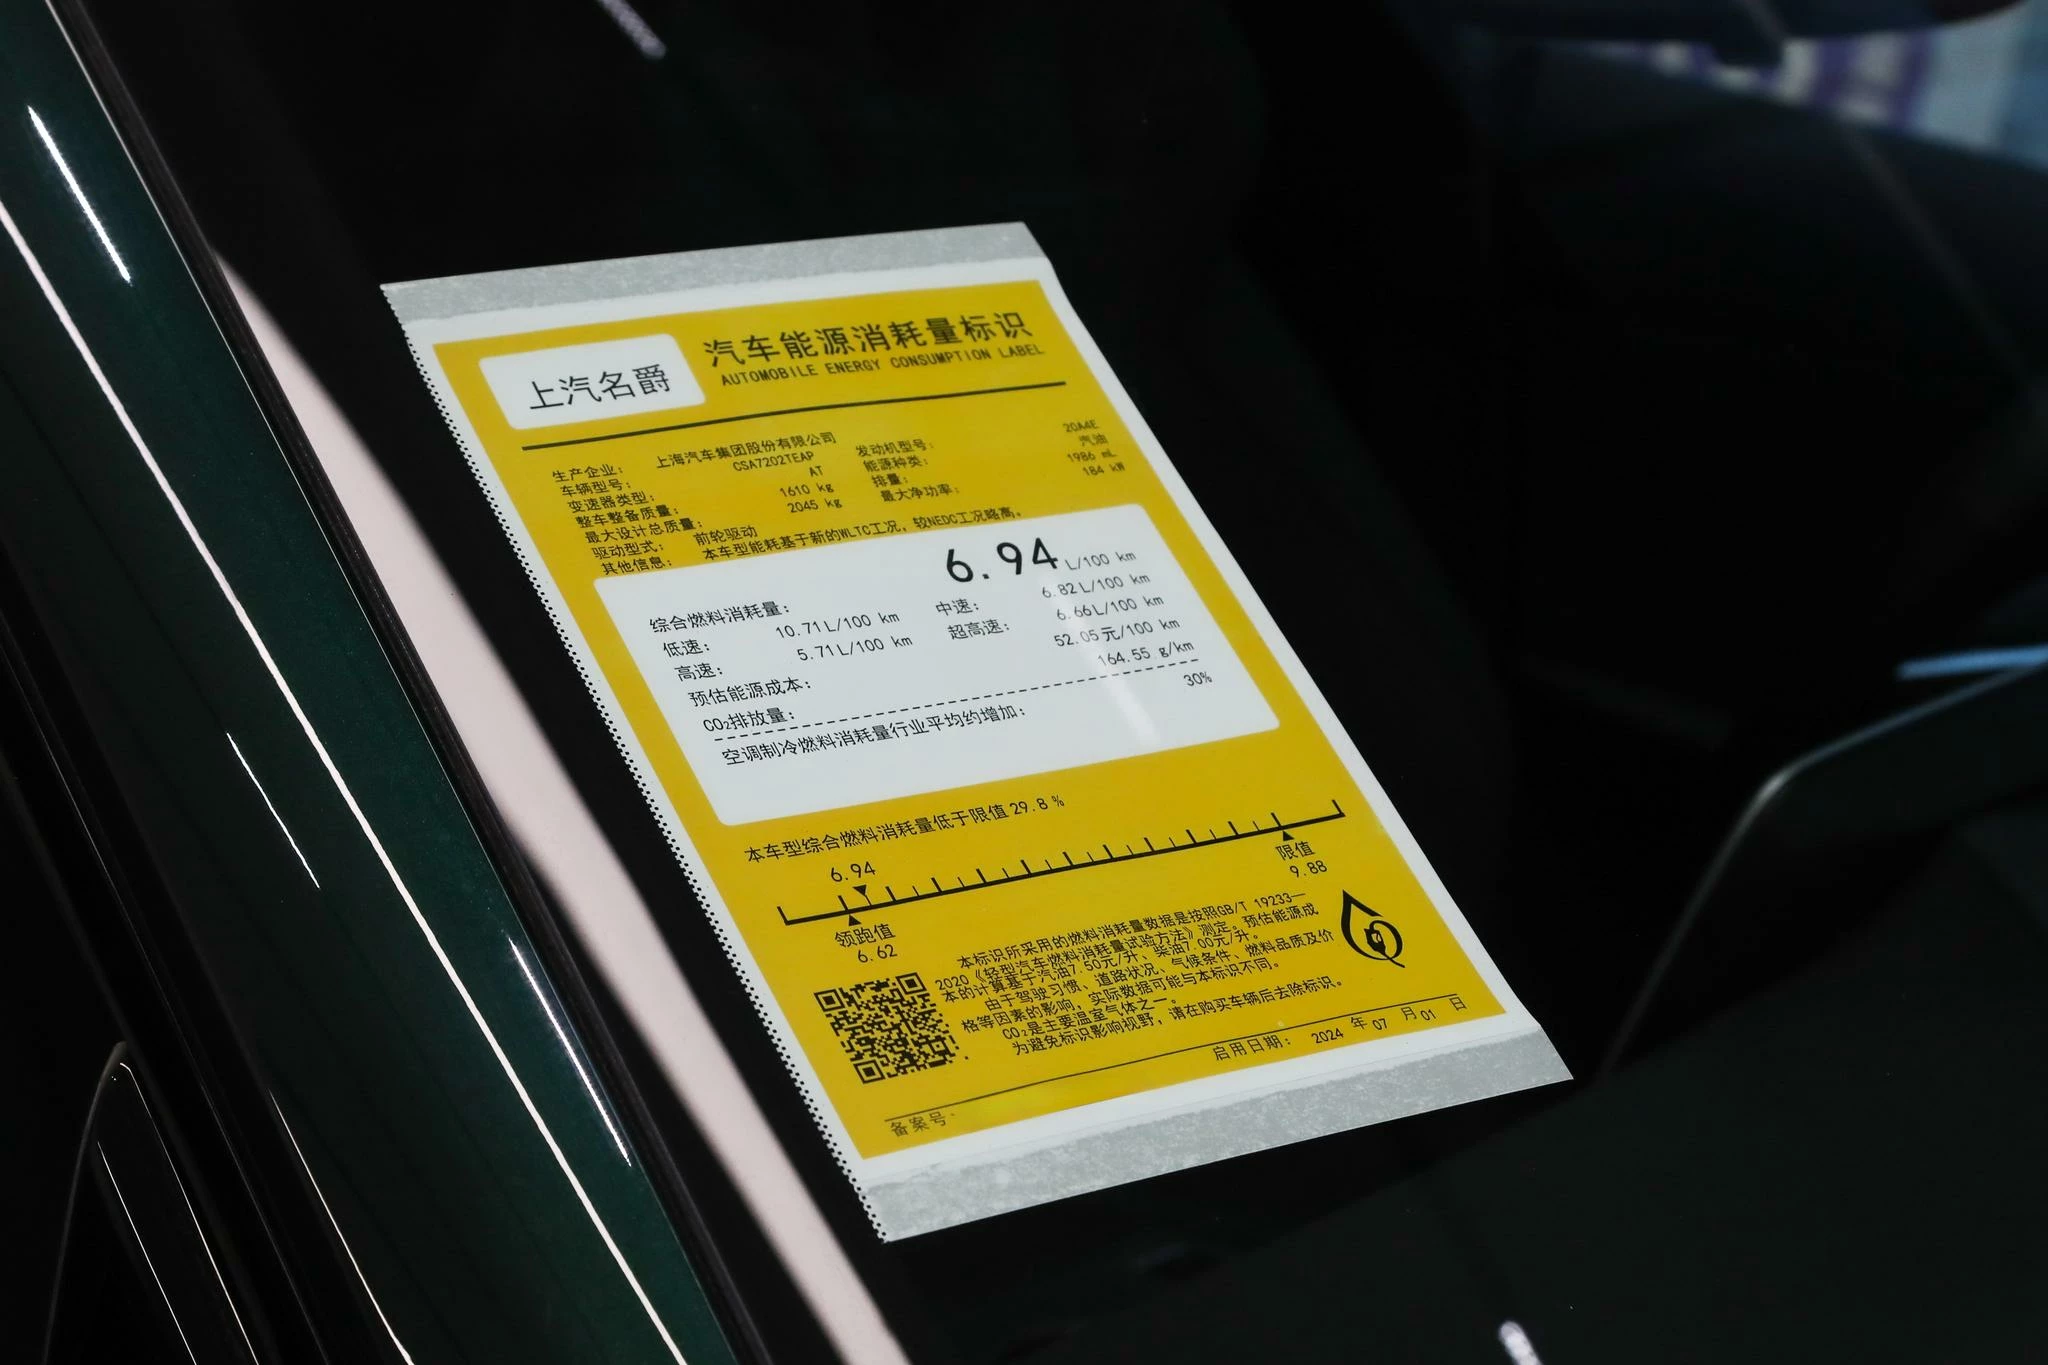 上汽名爵
汽车能源消耗量标识
AUTOMOBILE ENERGY CONSUMPTION LABEL
生产企业： 上海汽车集团股份有限公司 发动机型号： 20A4E
车辆型号： CSA7202TEAP 能源种类： 汽油
变速器类型： AT 排量： 1986 mL
整车整备质量： 1610 kg 最大净功率： 184 kW
最大设计总质量： 2045 kg
驱动型式： 前轮驱动
其他信息： 本车型能耗基于新的WLTC工况，较NEDC工况略高。
综合燃料消耗量： 6.94 L/100 km
低速： 10.71L/100 km 中速： 6.82L/100 km
高速： 5.71L/100 km 超高速： 6.66L/100 km
预估能源成本： 52.05元/100 km
CO₂排放量： 164.55 g/km
空调制冷燃料消耗量行业平均约增加： 30%
本车型综合燃料消耗量低于限值 29.8 %
6.94
领跑值
6.62
限值
9.88
本标识所采用的燃料消耗量数据是按照GB/T 19233—
2020《轻型汽车燃料消耗量试验方法》测定。预估能源成
本的计算基于汽油7.50元/升、柴油7.00元/升。
由于驾驶习惯、道路状况、气候条件、燃料品质及价
格等因素的影响，实际数据可能与本标识不同。
CO₂是主要温室气体之一。
为避免标识影响视野，请在购买车辆后去除标识。
启用日期： 2024 年 07 月 01 日
备案号：